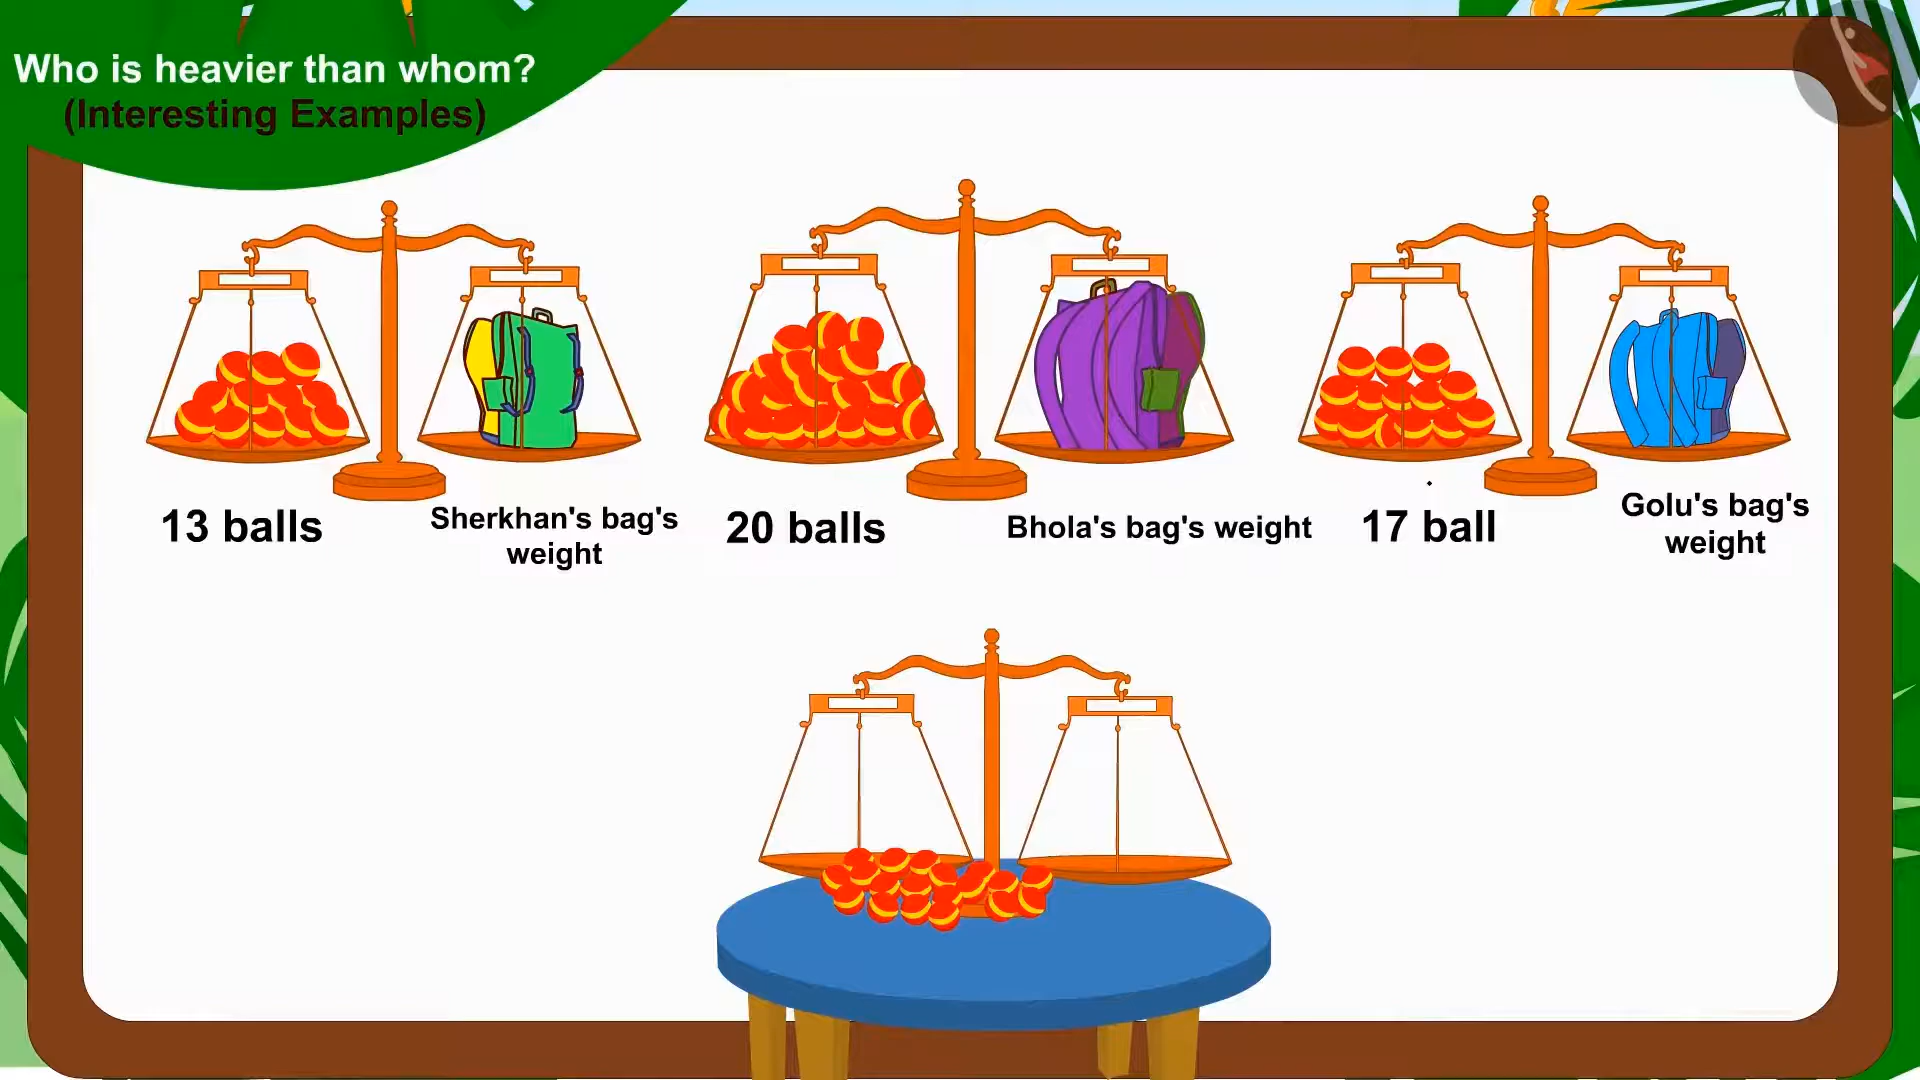 Who is heavier than whom?
(Interesting Examples)
13 balls
Sherkhan's bag's
weight
20 balls
Bhola's bag's weight
17 ball
Golu's bag's
weight